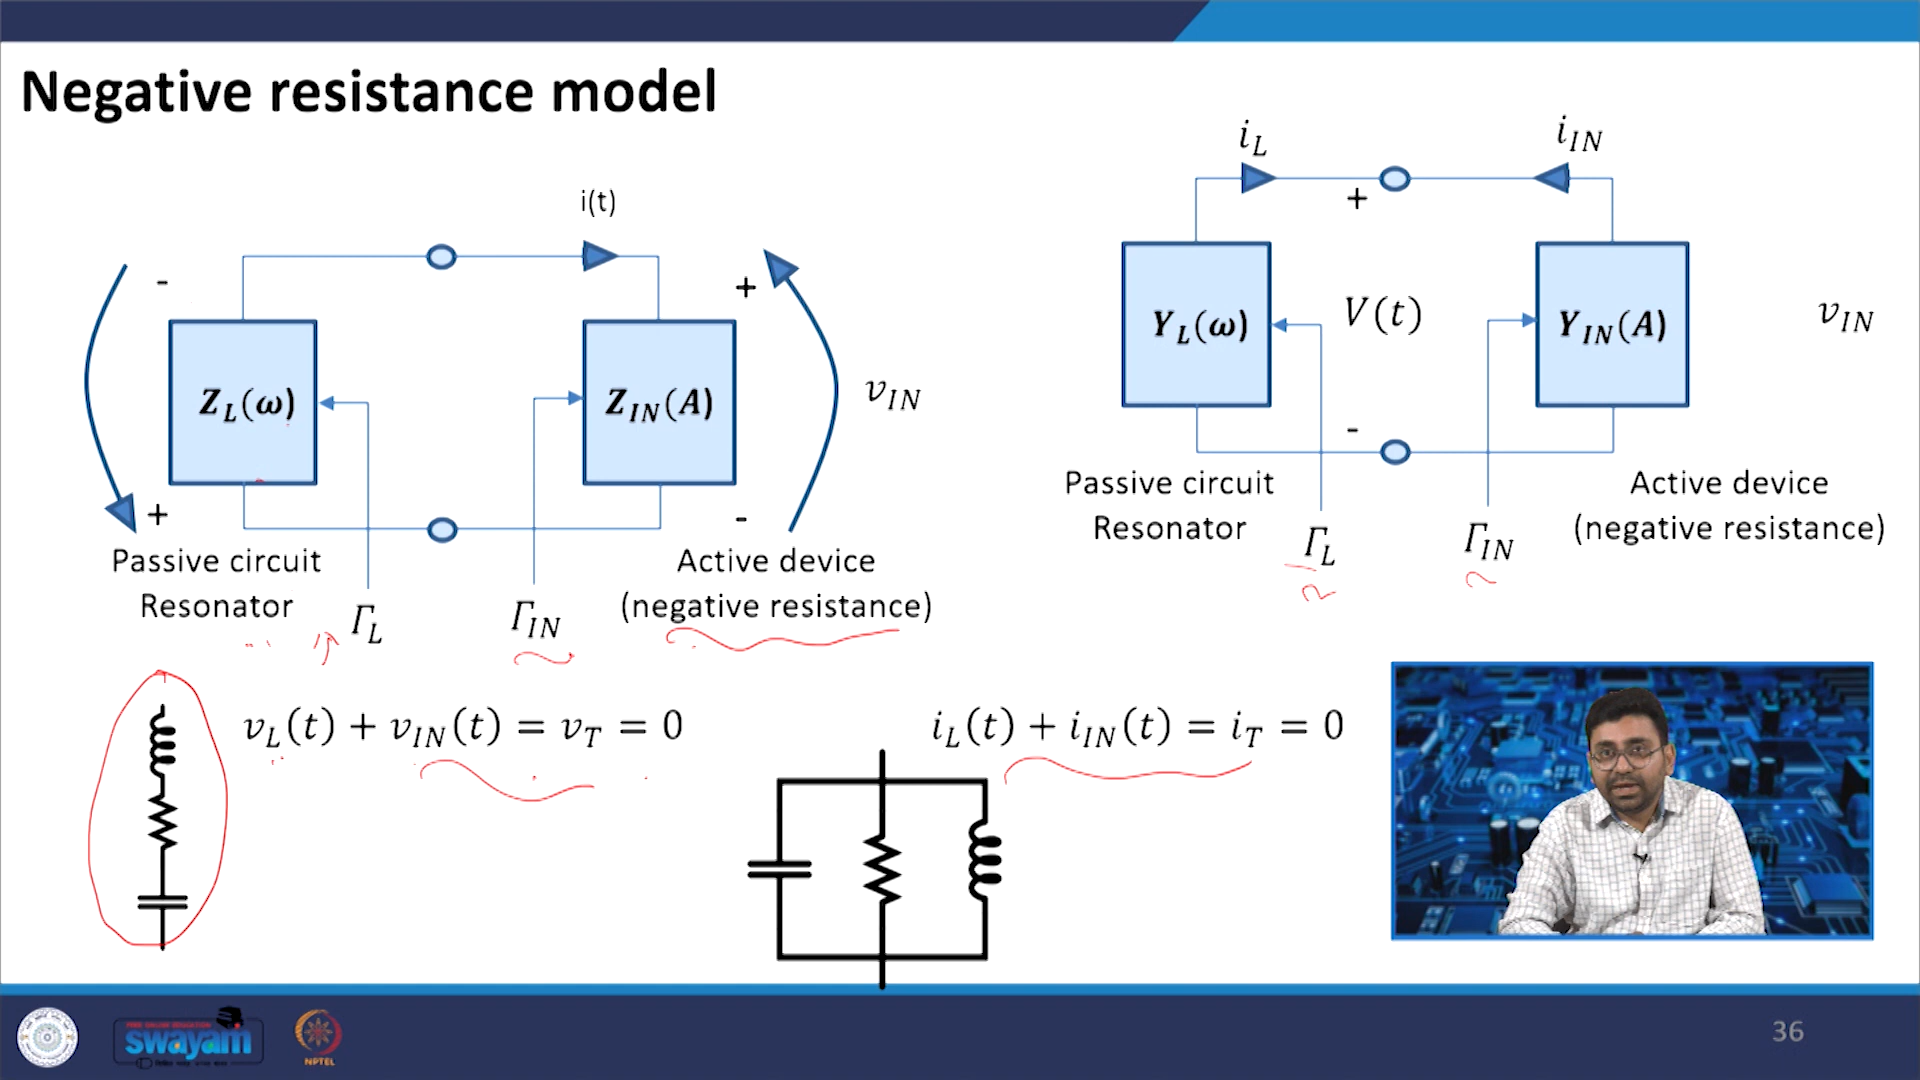 Negative resistance model
i(t)
-
+
Z_L(ω)
Z_IN(A)
v_IN
+
-
Passive circuit
Resonator
Γ_L
Γ_IN
Active device
(negative resistance)
v_L(t) + v_IN(t) = v_T = 0
i_L
i_IN
+
Y_L(ω)
V(t)
Y_IN(A)
v_IN
-
Passive circuit
Resonator
Γ_L
Γ_IN
Active device
(negative resistance)
i_L(t) + i_IN(t) = i_T = 0
swayam
NPTEL
36